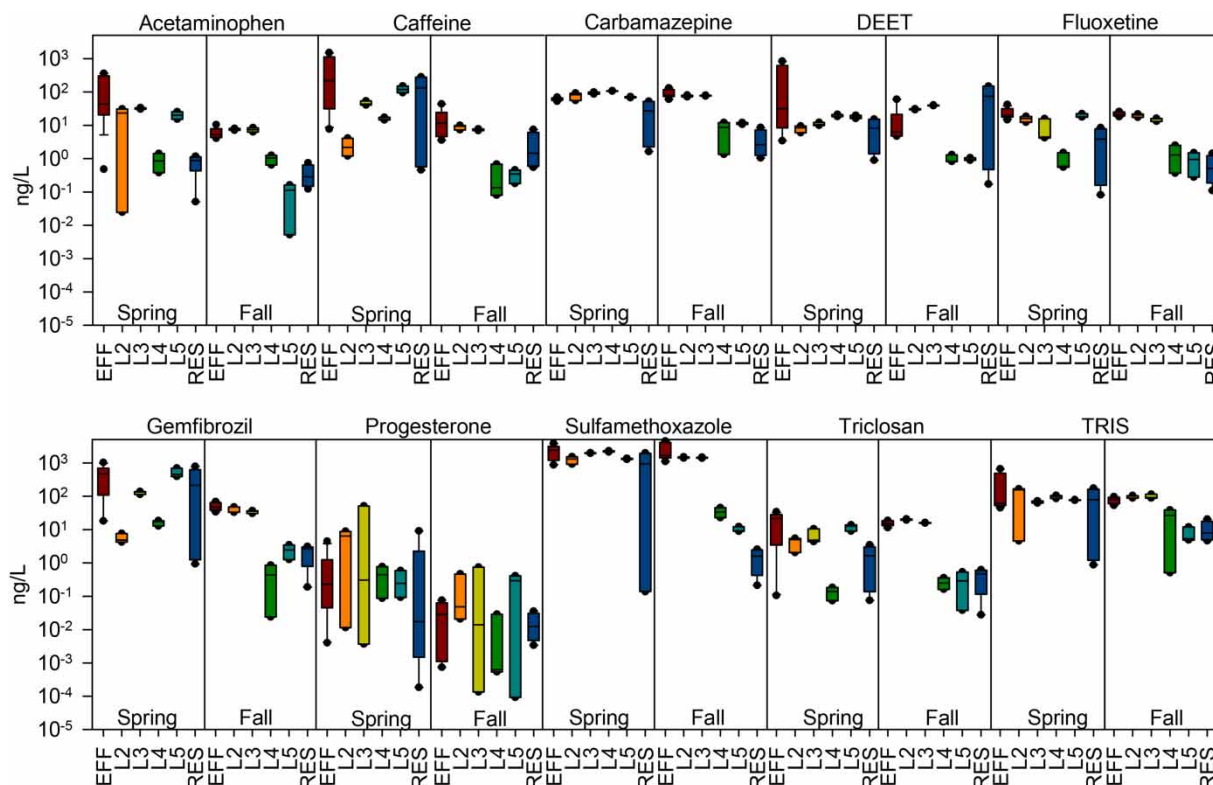 Acetaminophen Caffeine Carbamazepine DEET Fluoxetine
10³
10²
10¹
10⁰
10⁻¹
10⁻²
10⁻³
10⁻⁴
10⁻⁵
ng/L
Spring Fall Spring Fall Spring Fall Spring Fall Spring Fall
EFF L2 L3 L4 L5 RES EFF L2 L3 L4 L5 RES EFF L2 L3 L4 L5 RES EFF L2 L3 L4 L5 RES EFF L2 L3 L4 L5 RES EFF L2 L3 L4 L5 RES EFF L2 L3 L4 L5 RES EFF L2 L3 L4 L5 RES EFF L2 L3 L4 L5 RES EFF L2 L3 L4 L5 RES
Gemfibrozil Progesterone Sulfamethoxazole Triclosan TRIS
10³
10²
10¹
10⁰
10⁻¹
10⁻²
10⁻³
10⁻⁴
10⁻⁵
ng/L
Spring Fall Spring Fall Spring Fall Spring Fall Spring Fall
EFF L2 L3 L4 L5 RES EFF L2 L3 L4 L5 RES EFF L2 L3 L4 L5 RES EFF L2 L3 L4 L5 RES EFF L2 L3 L4 L5 RES EFF L2 L3 L4 L5 RES EFF L2 L3 L4 L5 RES EFF L2 L3 L4 L5 RES EFF L2 L3 L4 L5 RES EFF L2 L3 L4 L5 RES